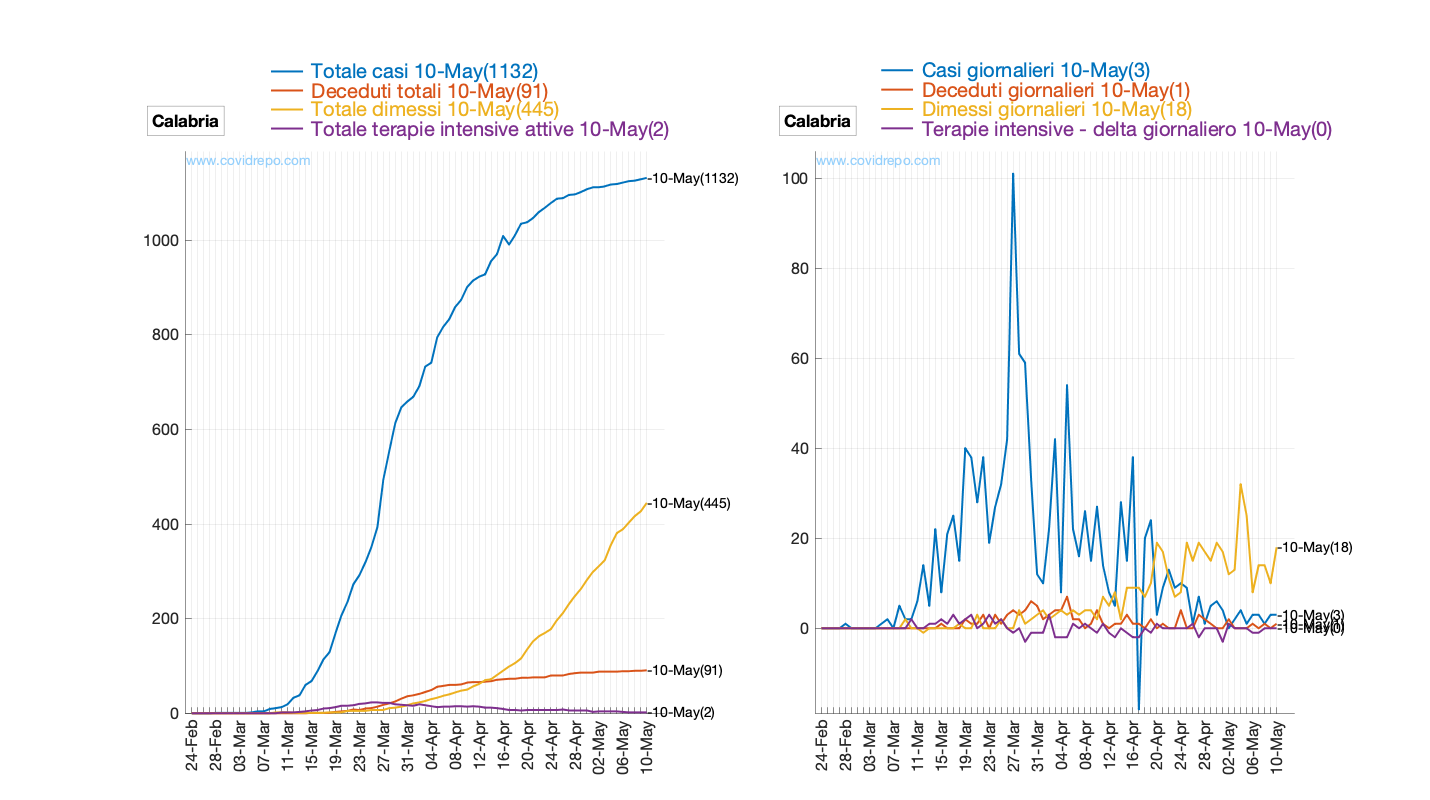 Totale casi 10-May(1132)
Deceduti totali 10-May(91)
Totale dimessi 10-May(445)
Totale terapie intensive attive 10-May(2)
Calabria
www.covidrepo.com
1000
800
600
400
200
0
-10-May(1132)
-10-May(445)
-10-May(91)
-10-May(2)
24-Feb
28-Feb
03-Mar
07-Mar
11-Mar
15-Mar
19-Mar
23-Mar
27-Mar
31-Mar
04-Apr
08-Apr
12-Apr
16-Apr
20-Apr
24-Apr
28-Apr
02-May
06-May
10-May
Casi giornalieri 10-May(3)
Deceduti giornalieri 10-May(1)
Dimessi giornalieri 10-May(18)
Terapie intensive - delta giornaliero 10-May(0)
Calabria
www.covidrepo.com
100
80
60
40
20
0
-10-May(18)
-10-May(3)
-10-May(1)
-10-May(0)
24-Feb
28-Feb
03-Mar
07-Mar
11-Mar
15-Mar
19-Mar
23-Mar
27-Mar
31-Mar
04-Apr
08-Apr
12-Apr
16-Apr
20-Apr
24-Apr
28-Apr
02-May
06-May
10-May